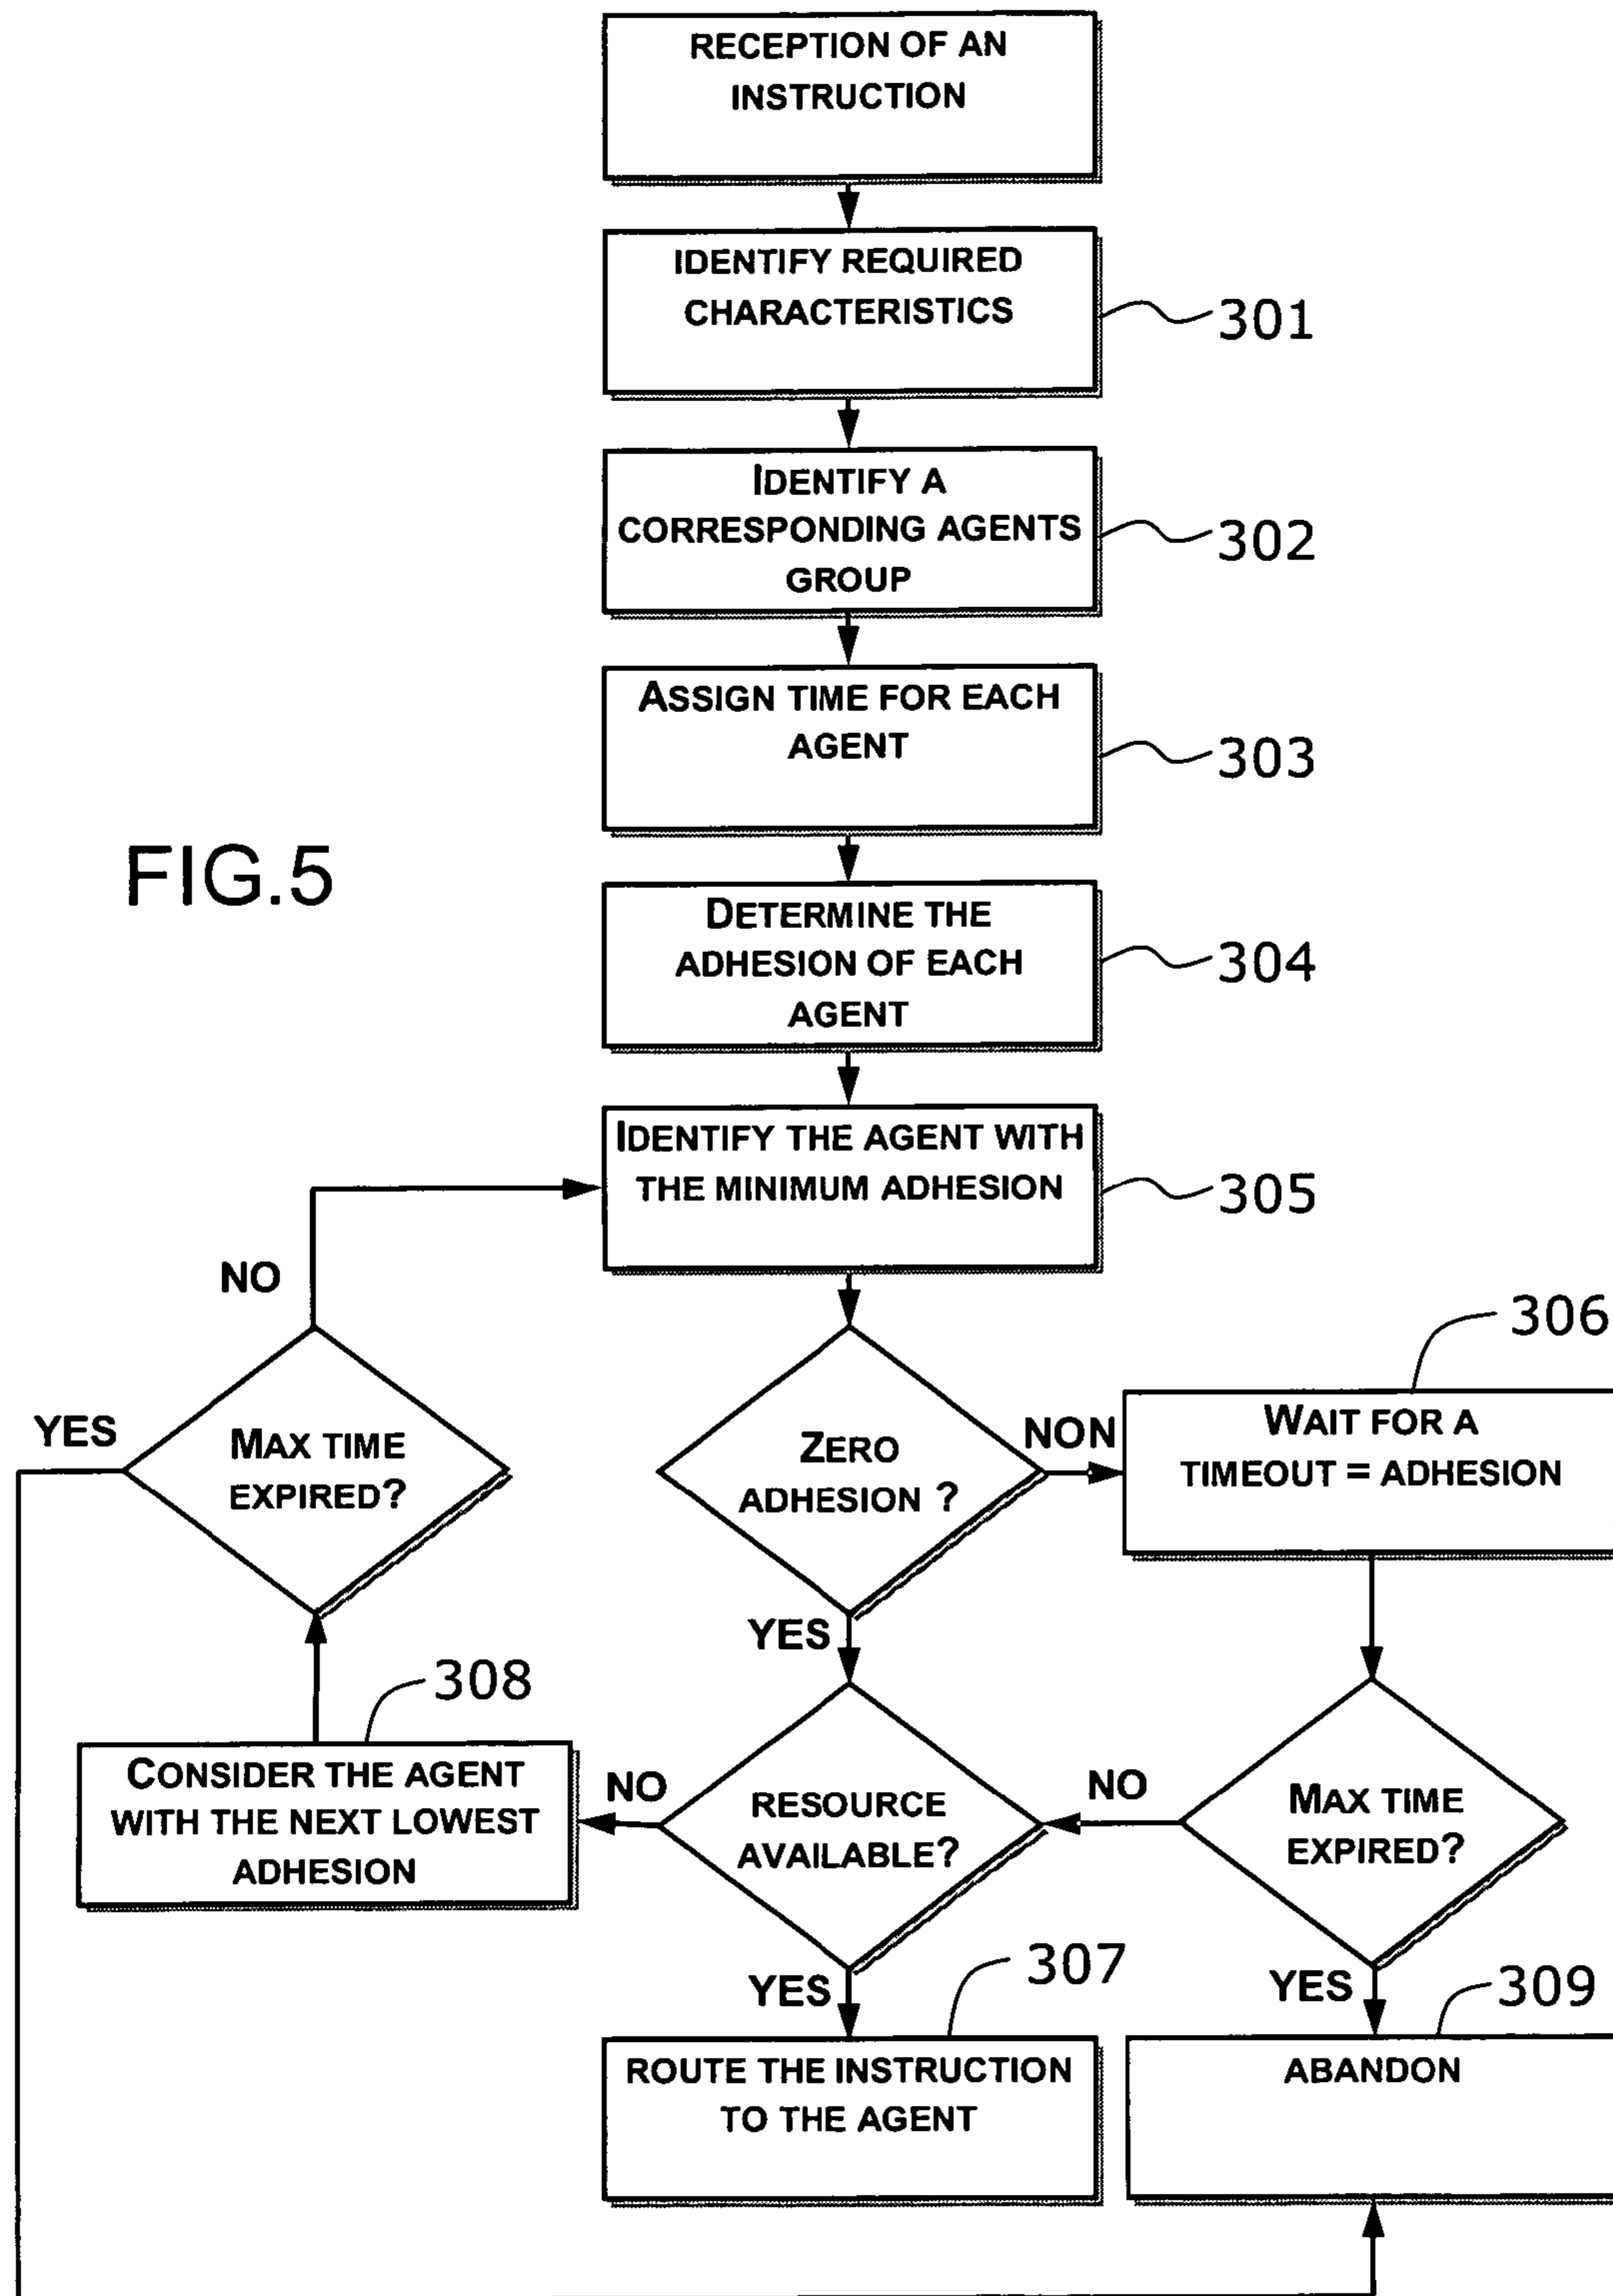 RECEPTION OF AN
INSTRUCTION
IDENTIFY REQUIRED
CHARACTERISTICS
301
IDENTIFY A
CORRESPONDING AGENTS
GROUP
302
ASSIGN TIME FOR EACH
AGENT
303
FIG.5
DETERMINE THE
ADHESION OF EACH
AGENT
304
IDENTIFY THE AGENT WITH
THE MINIMUM ADHESION
305
NO
306
YES
MAX TIME
EXPIRED?
ZERO
ADHESION ?
NON
WAIT FOR A
TIMEOUT = ADHESION
YES
308
CONSIDER THE AGENT
WITH THE NEXT LOWEST
ADHESION
NO
RESOURCE
AVAILABLE?
NO
MAX TIME
EXPIRED?
YES
307
YES
309
ROUTE THE INSTRUCTION
TO THE AGENT
ABANDON